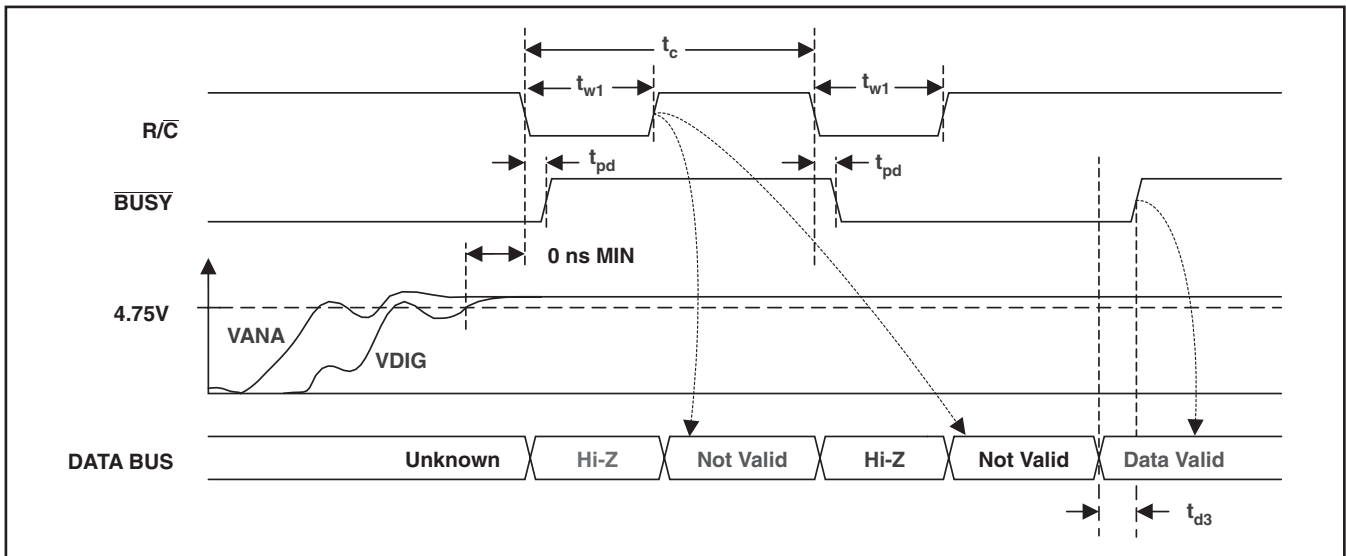 t_c
t_w1 t_w1
R/C̅
t_pd t_pd
B̅U̅S̅Y̅
0 ns MIN
4.75V
VANA
VDIG
DATA BUS Unknown Hi-Z Not Valid Hi-Z Not Valid Data Valid
t_d3